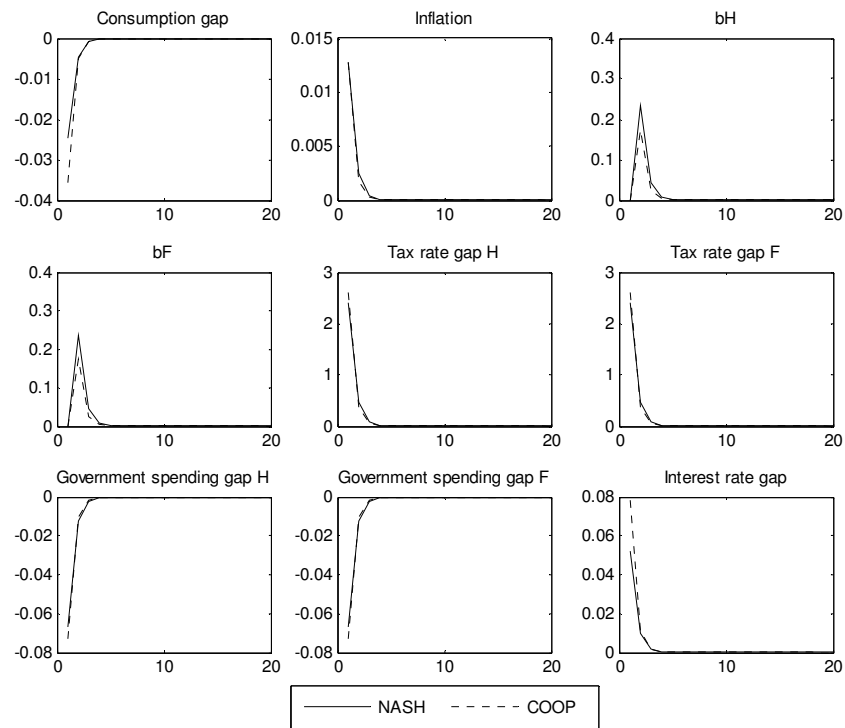 Consumption gap Inflation bH
0 0.015 0.4
-0.01 0.3
0.01
-0.02 0.2
0.005
-0.03 0.1
-0.04 0 0
0 10 20 0 10 20 0 10 20
bF Tax rate gap H Tax rate gap F
0.4 3 3
0.3
2 2
0.2
1 1
0.1
0 0 0
0 10 20 0 10 20 0 10 20
Government spending gap H Government spending gap F Interest rate gap
0 0 0.08
-0.02 -0.02 0.06
-0.04 -0.04 0.04
-0.06 -0.06 0.02
-0.08 -0.08 0
0 10 20 0 10 20 0 10 20
NASH COOP